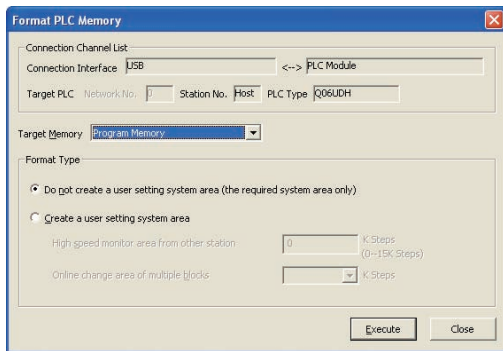 Format PLC Memory
Connection Channel List
Connection Interface USB <--> PLC Module
Target PLC Network No. 0 Station No. Host PLC Type Q06UDH
Target Memory Program Memory
Format Type
Do not create a user setting system area (the required system area only)
Create a user setting system area
High speed monitor area from other station 0 K Steps
(0~15K Steps)
Online change area of multiple blocks K Steps
Execute Close